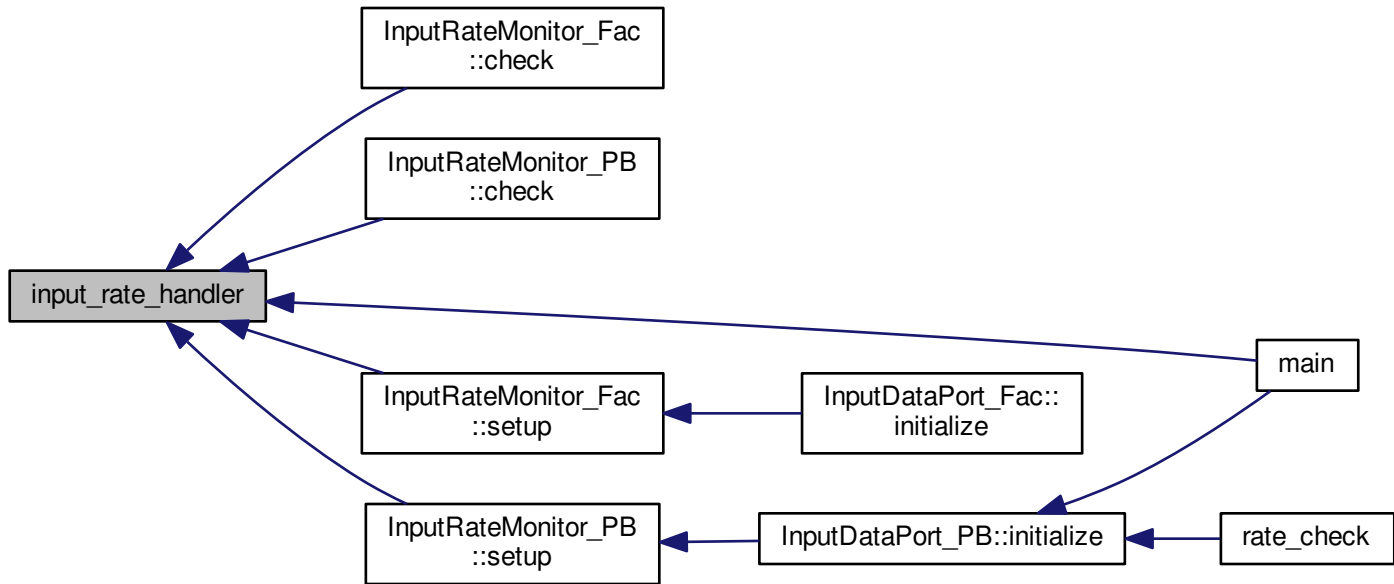 InputRateMonitor_Fac
::check
InputRateMonitor_PB
::check
input_rate_handler
main
InputRateMonitor_Fac
::setup
InputDataPort_Fac::
initialize
InputRateMonitor_PB
::setup
InputDataPort_PB::initialize
rate_check